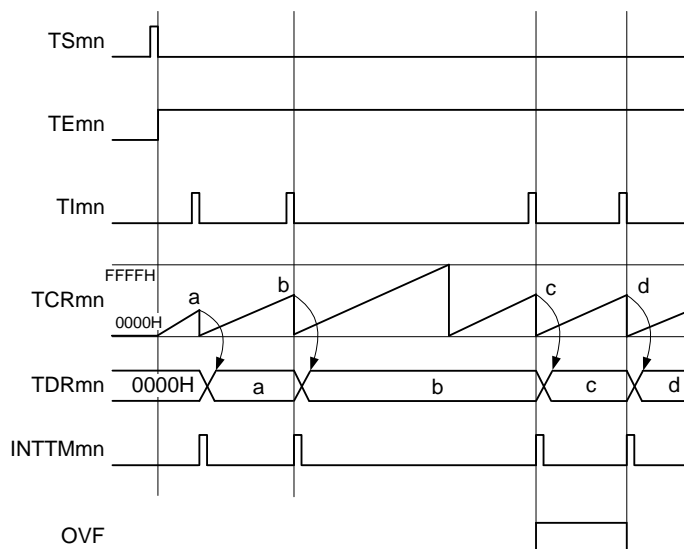 TSmn
TEmn
TImn
FFFFH
TCRmn
a
b
c
d
0000H
TDRmn
0000H
a
b
c
d
INTTMmn
OVF